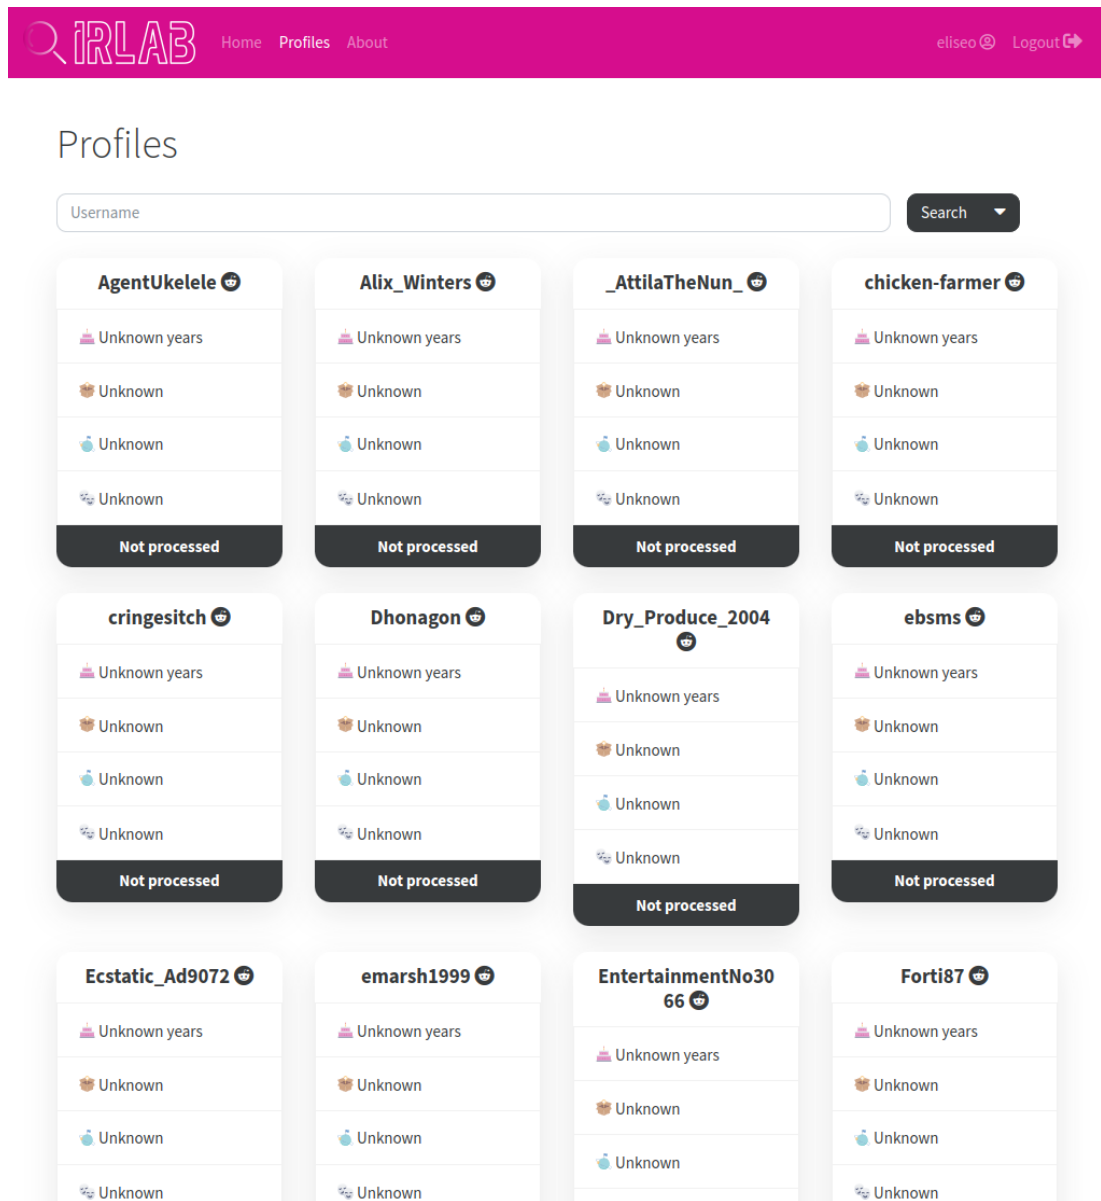 IRLAB Home Profiles About eliseo Logout
Profiles
Username Search
AgentUkelele Alix_Winters _AttilaTheNun_ chicken-farmer
Unknown years Unknown years Unknown years Unknown years
Unknown Unknown Unknown Unknown
Unknown Unknown Unknown Unknown
Unknown Unknown Unknown Unknown
Not processed Not processed Not processed Not processed
cringesitch Dhonagon Dry_Produce_2004 ebsms
Unknown years Unknown years Unknown years Unknown years
Unknown Unknown Unknown Unknown
Unknown Unknown Unknown Unknown
Unknown Unknown Unknown Unknown
Not processed Not processed Not processed Not processed
Ecstatic_Ad9072 emarsh1999 EntertainmentNo30 Forti87
66
Unknown years Unknown years Unknown years Unknown years
Unknown Unknown Unknown Unknown
Unknown Unknown Unknown Unknown
Unknown Unknown Unknown